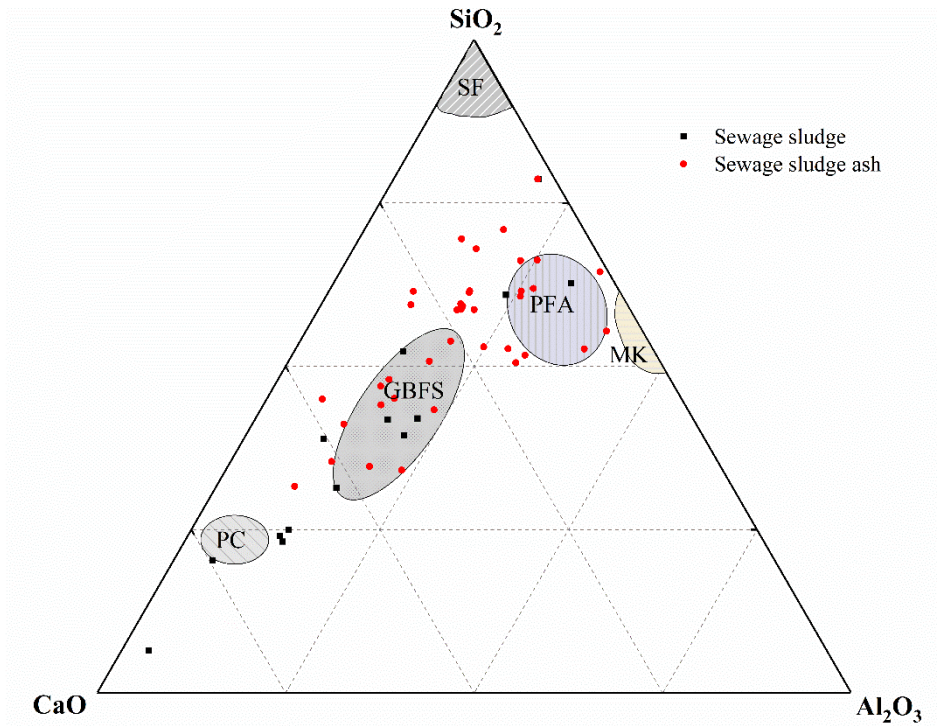 SiO₂
SF
Sewage sludge
Sewage sludge ash
PFA
MK
GBFS
PC
CaO
Al₂O₃